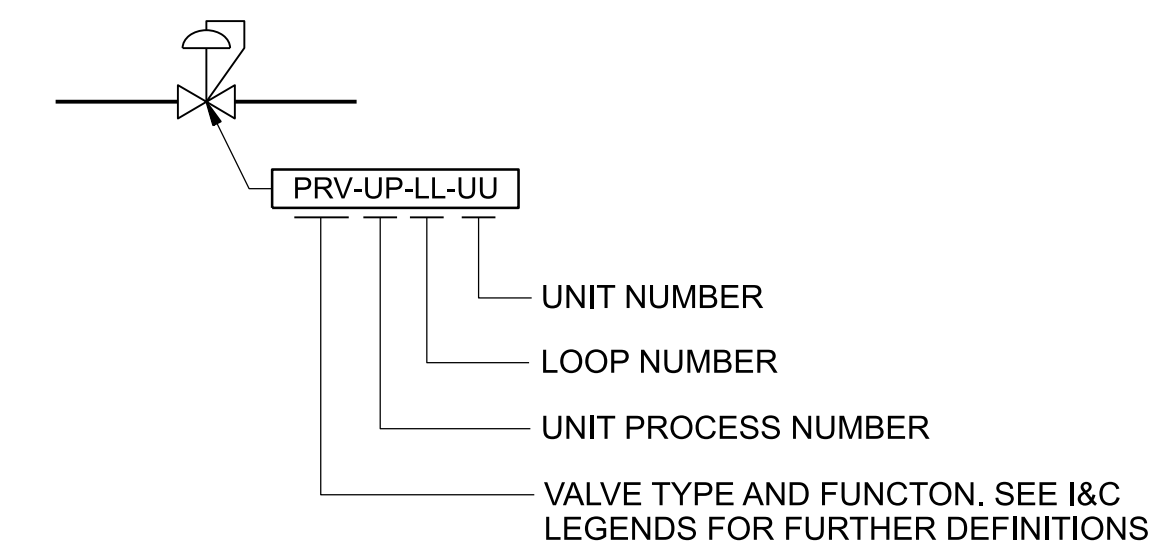 PRV-UP-LL-UU
UNIT NUMBER
LOOP NUMBER
UNIT PROCESS NUMBER
VALVE TYPE AND FUNCTON. SEE I&C
LEGENDS FOR FURTHER DEFINITIONS